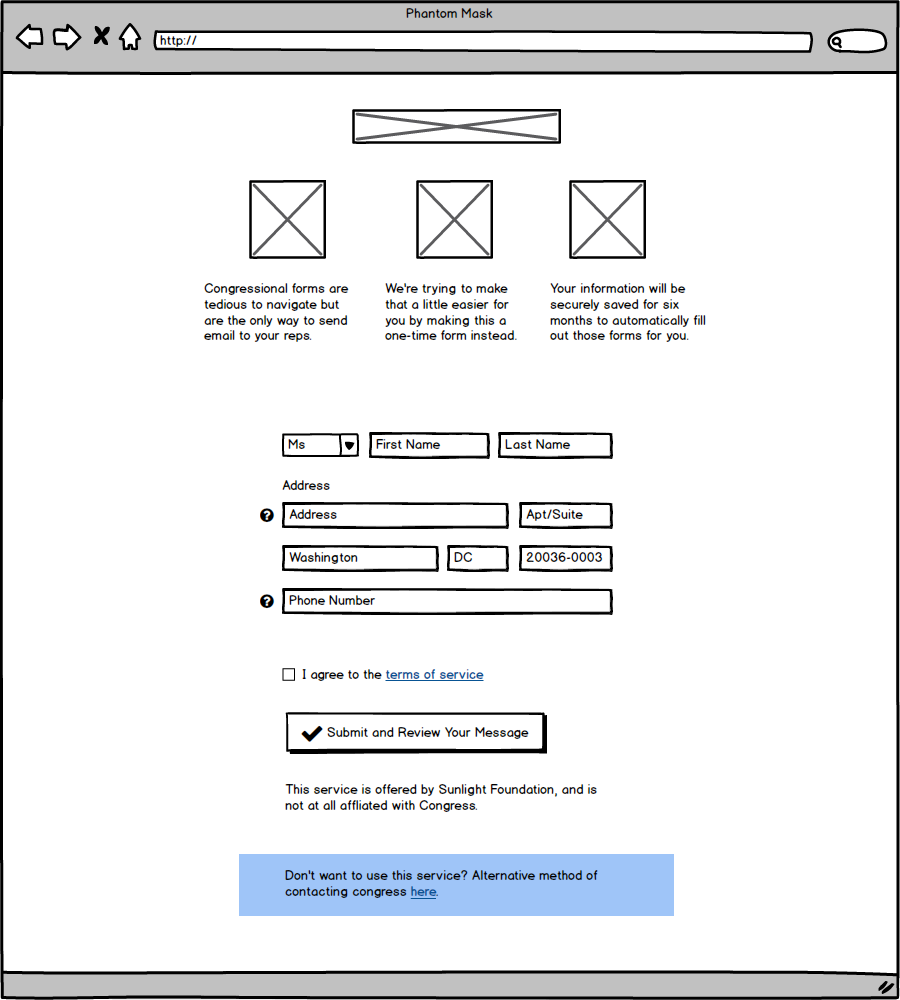 Phantom Mask
http://
Congressional forms are
tedious to navigate but
are the only way to send
email to your reps.
We're trying to make
that a little easier for
you by making this a
one-time form instead.
Your information will be
securely saved for six
months to automatically fill
out those forms for you.
Ms First Name Last Name
Address
? Address Apt/Suite
Washington DC 20036-0003
? Phone Number
I agree to the terms of service
Submit and Review Your Message
This service is offered by Sunlight Foundation, and is
not at all affliated with Congress.
Don't want to use this service? Alternative method of
contacting congress here.